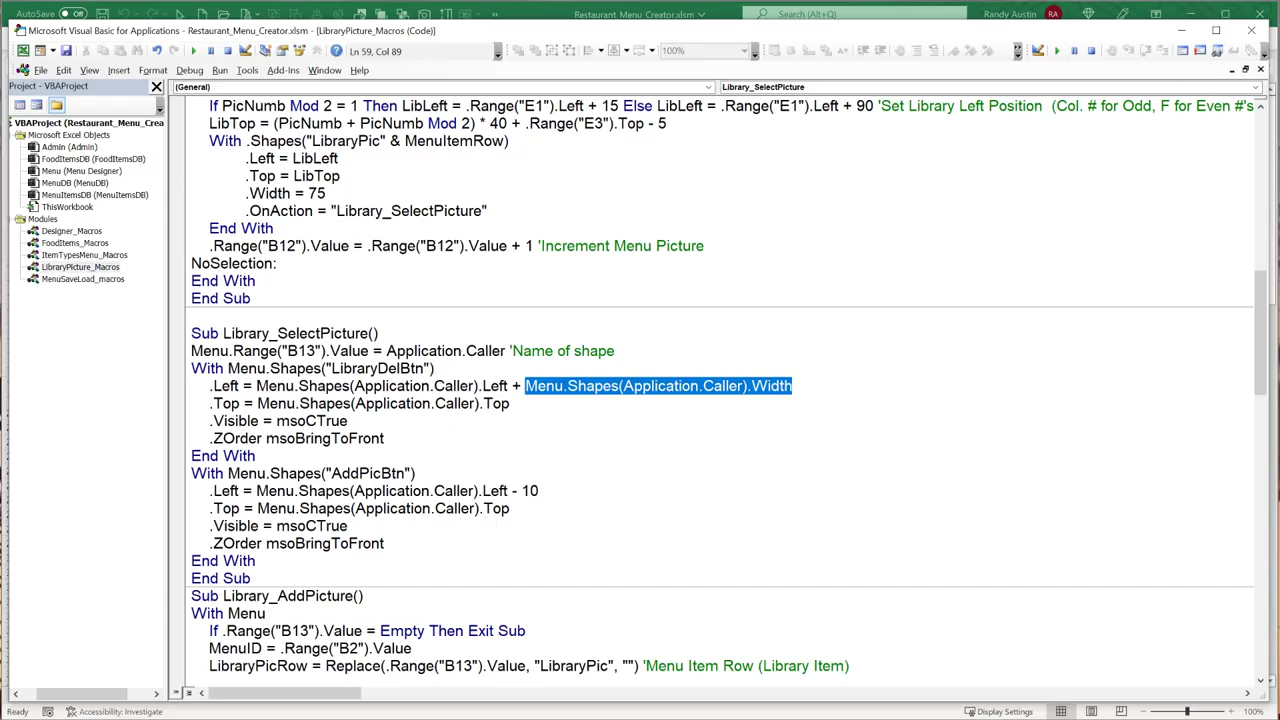 AutoSave Off
Restaurant_Menu_Creator.xlsm
Search (Alt+Q)
Randy Austin RA
Microsoft Visual Basic for Applications - Restaurant_Menu_Creator.xlsm - [LibraryPicture_Macros (Code)]
Ln 59, Col 89
100%
File Edit View Insert Format Debug Run Tools Add-Ins Window Help
Project - VBAProject
(General)
Library_SelectPicture
VBAProject (Restaurant_Menu_Crea
Microsoft Excel Objects
Admin (Admin)
FoodItemsDB (FoodItemsDB)
Menu (Menu Designer)
MenuDB (MenuDB)
MenuItemsDB (MenuItemsDB)
ThisWorkbook
Modules
Designer_Macros
FoodItems_Macros
ItemTypesMenu_Macros
LibraryPicture_Macros
MenuSaveLoad_macros
If PicNumb Mod 2 = 1 Then LibLeft = .Range("E1").Left + 15 Else LibLeft = .Range("E1").Left + 90 'Set Library Left Position (Col. # for Odd, F for Even #'s
LibTop = (PicNumb + PicNumb Mod 2) * 40 + .Range("E3").Top - 5
With .Shapes("LibraryPic" & MenuItemRow)
.Left = LibLeft
.Top = LibTop
.Width = 75
.OnAction = "Library_SelectPicture"
End With
.Range("B12").Value = .Range("B12").Value + 1 'Increment Menu Picture
NoSelection:
End With
End Sub
Sub Library_SelectPicture()
Menu.Range("B13").Value = Application.Caller 'Name of shape
With Menu.Shapes("LibraryDelBtn")
.Left = Menu.Shapes(Application.Caller).Left + Menu.Shapes(Application.Caller).Width
.Top = Menu.Shapes(Application.Caller).Top
.Visible = msoCTrue
.ZOrder msoBringToFront
End With
With Menu.Shapes("AddPicBtn")
.Left = Menu.Shapes(Application.Caller).Left - 10
.Top = Menu.Shapes(Application.Caller).Top
.Visible = msoCTrue
.ZOrder msoBringToFront
End With
End Sub
Sub Library_AddPicture()
With Menu
If .Range("B13").Value = Empty Then Exit Sub
MenuID = .Range("B2").Value
LibraryPicRow = Replace(.Range("B13").Value, "LibraryPic", "") 'Menu Item Row (Library Item)
Ready
Accessibility: Investigate
Display Settings
100%